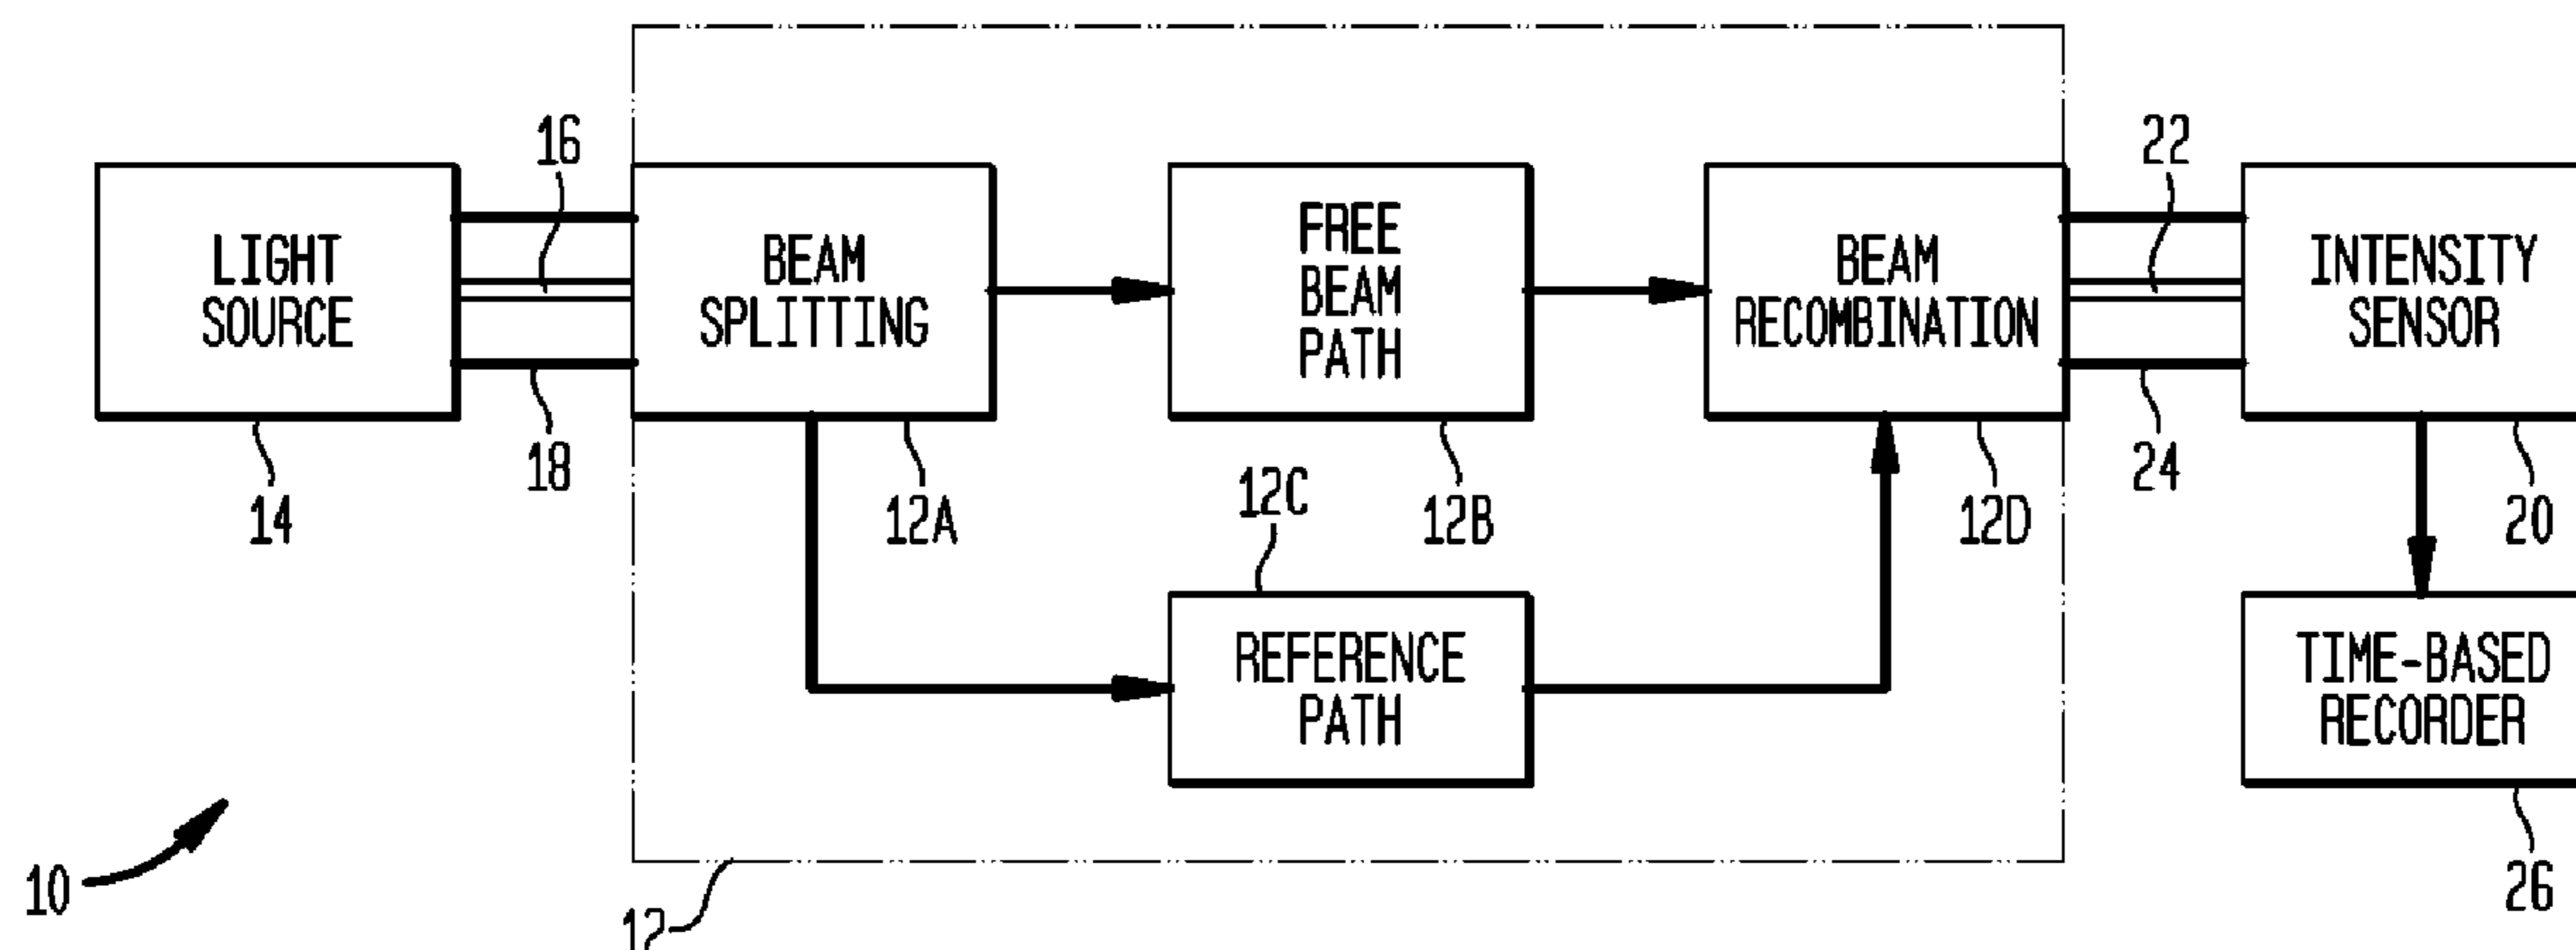 16
22
LIGHT
SOURCE
BEAM
SPLITTING
FREE
BEAM
PATH
BEAM
RECOMBINATION
INTENSITY
SENSOR
18
24
14
12A
12C
12B
12D
20
REFERENCE
PATH
TIME-BASED
RECORDER
10
12
26